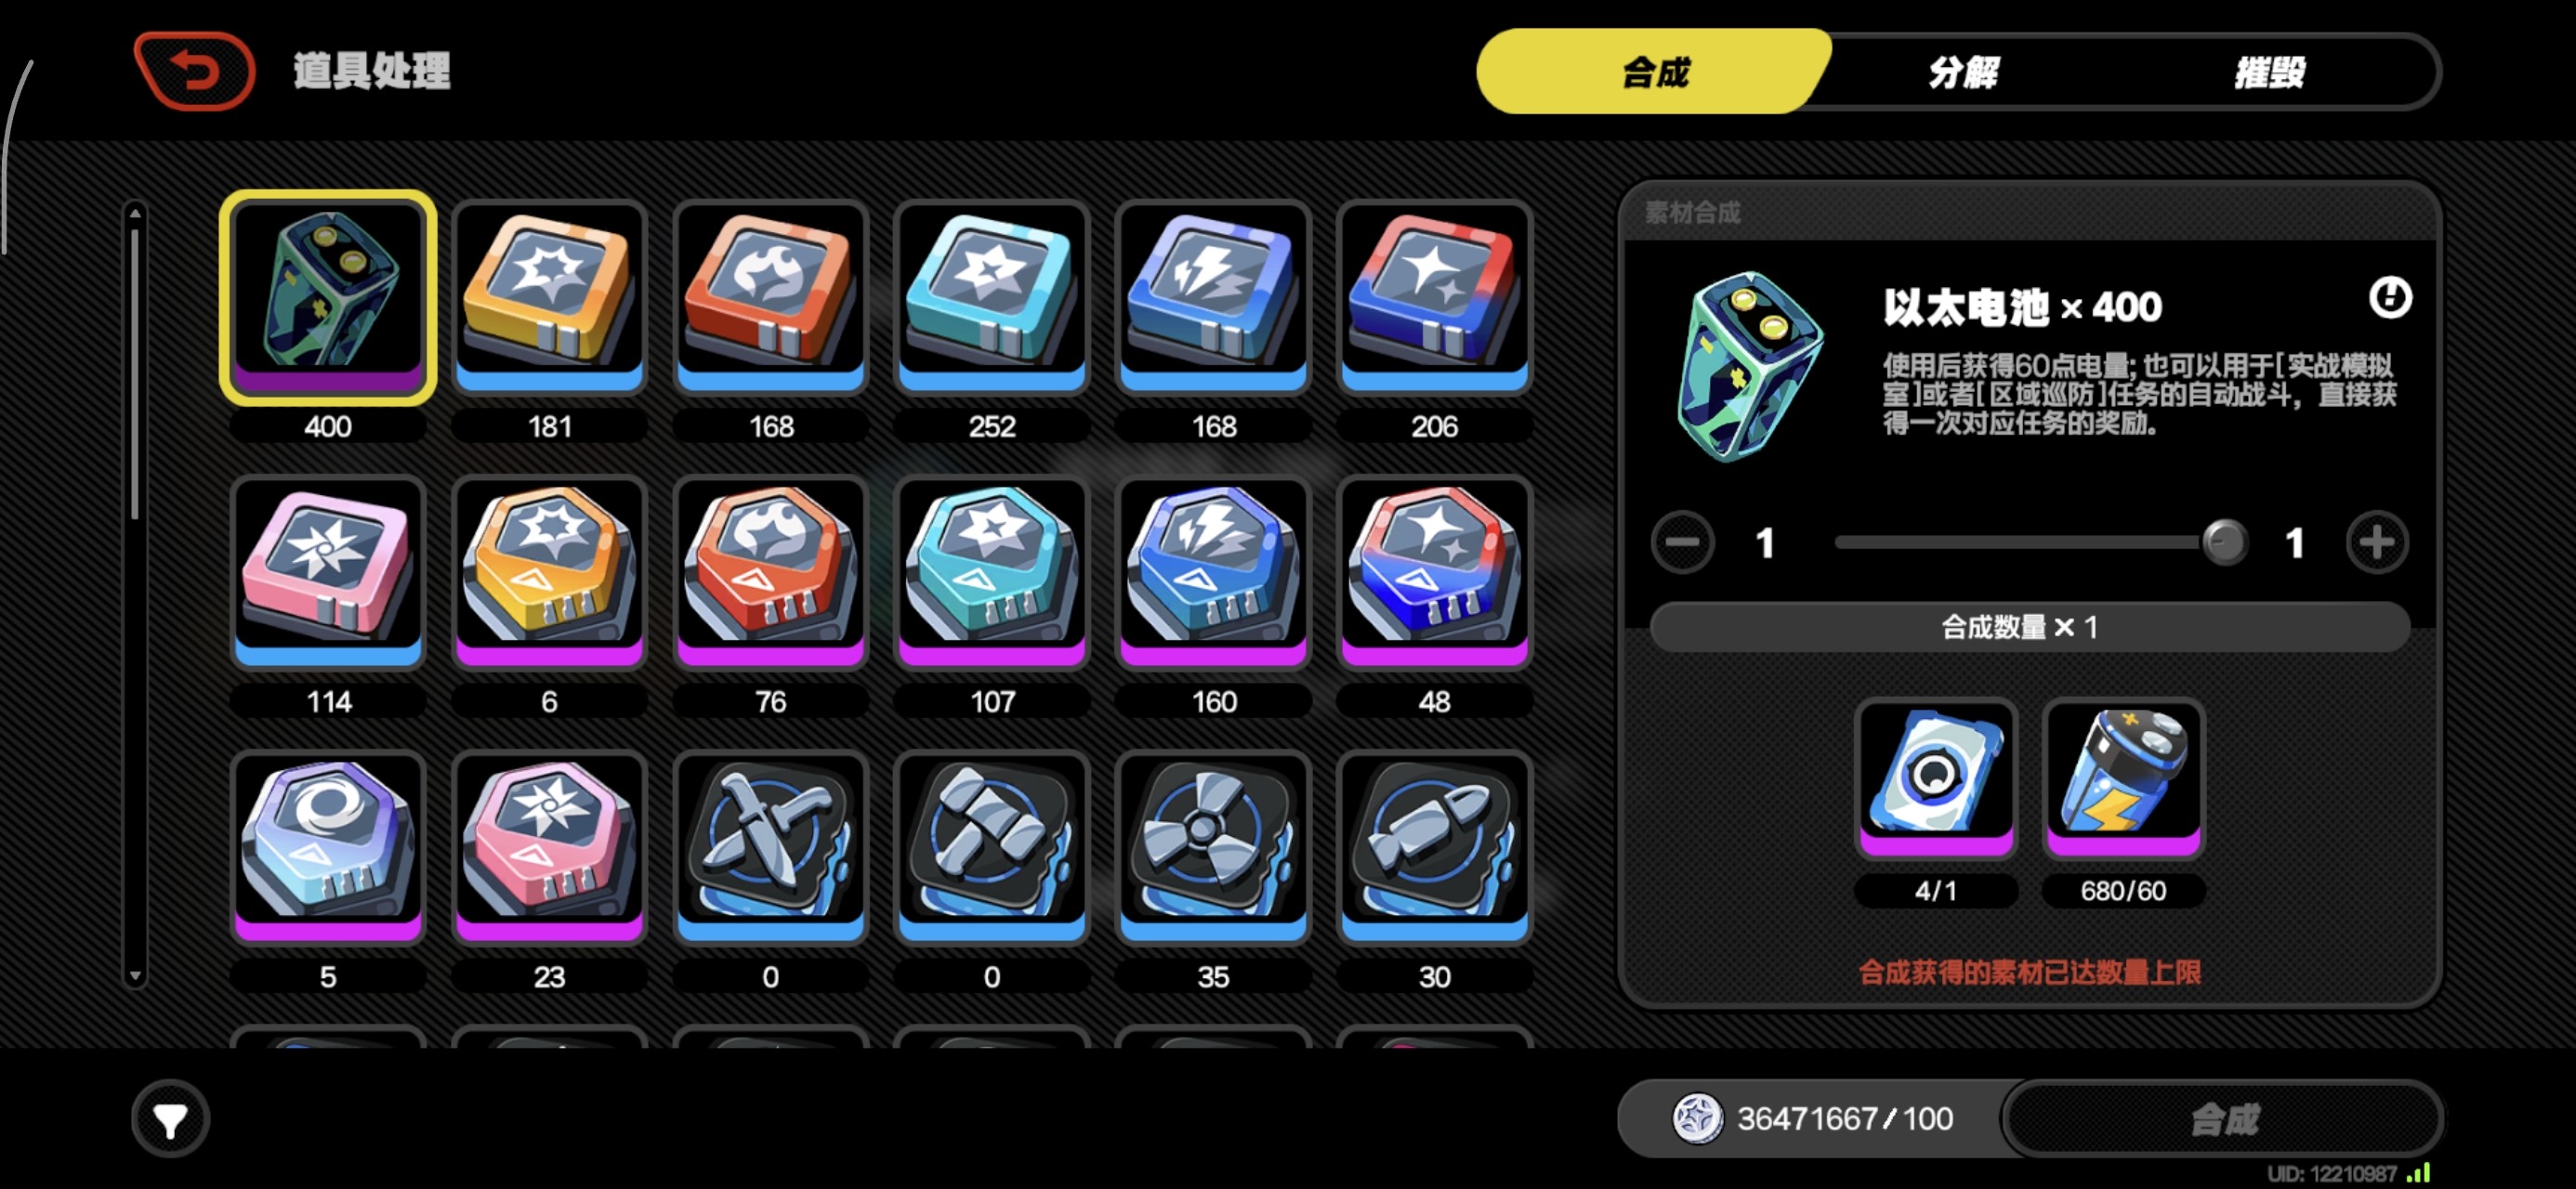 道具处理
合成
分解
摧毁
400
181
168
252
168
206
114
6
76
107
160
48
5
23
0
0
35
30
素材合成
以太电池 × 400
使用后获得60点电量; 也可以用于[实战模拟
室]或者[区域巡防]任务的自动战斗，直接获
得一次对应任务的奖励。
1
1
合成数量 × 1
4/1
680/60
合成获得的素材已达数量上限
36471667/100
合成
UID: 12210987